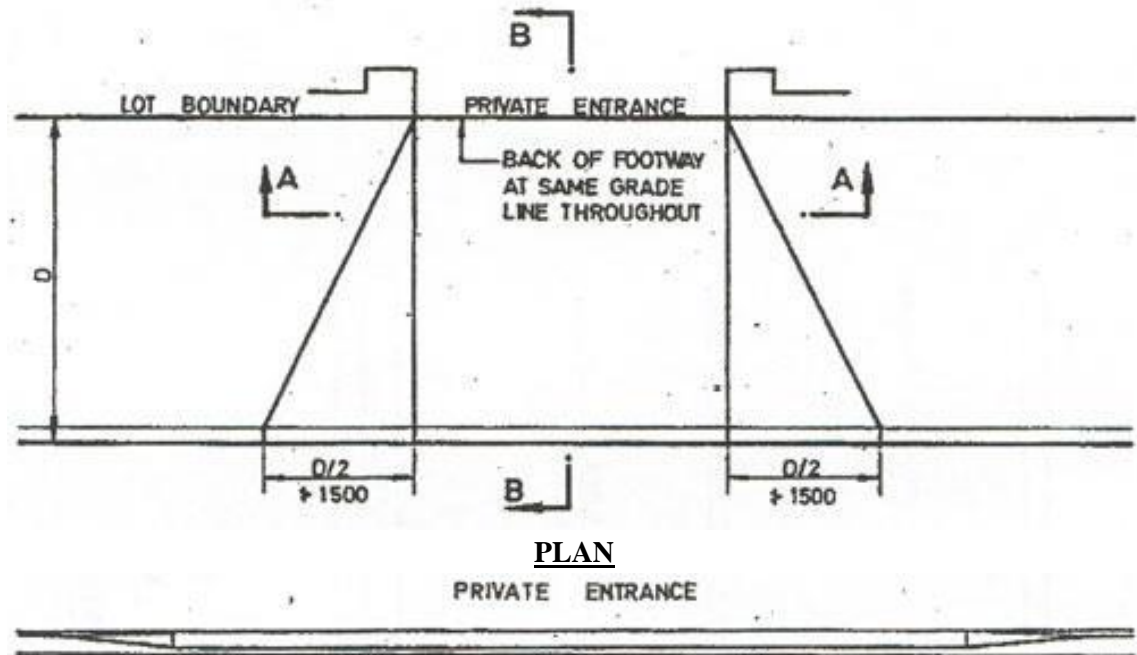 B
LOT BOUNDARY
PRIVATE ENTRANCE
A
BACK OF FOOTWAY
AT SAME GRADE
LINE THROUGHOUT
A
D
D/2
≯ 1500
B
D/2
≯ 1500
PLAN
PRIVATE ENTRANCE